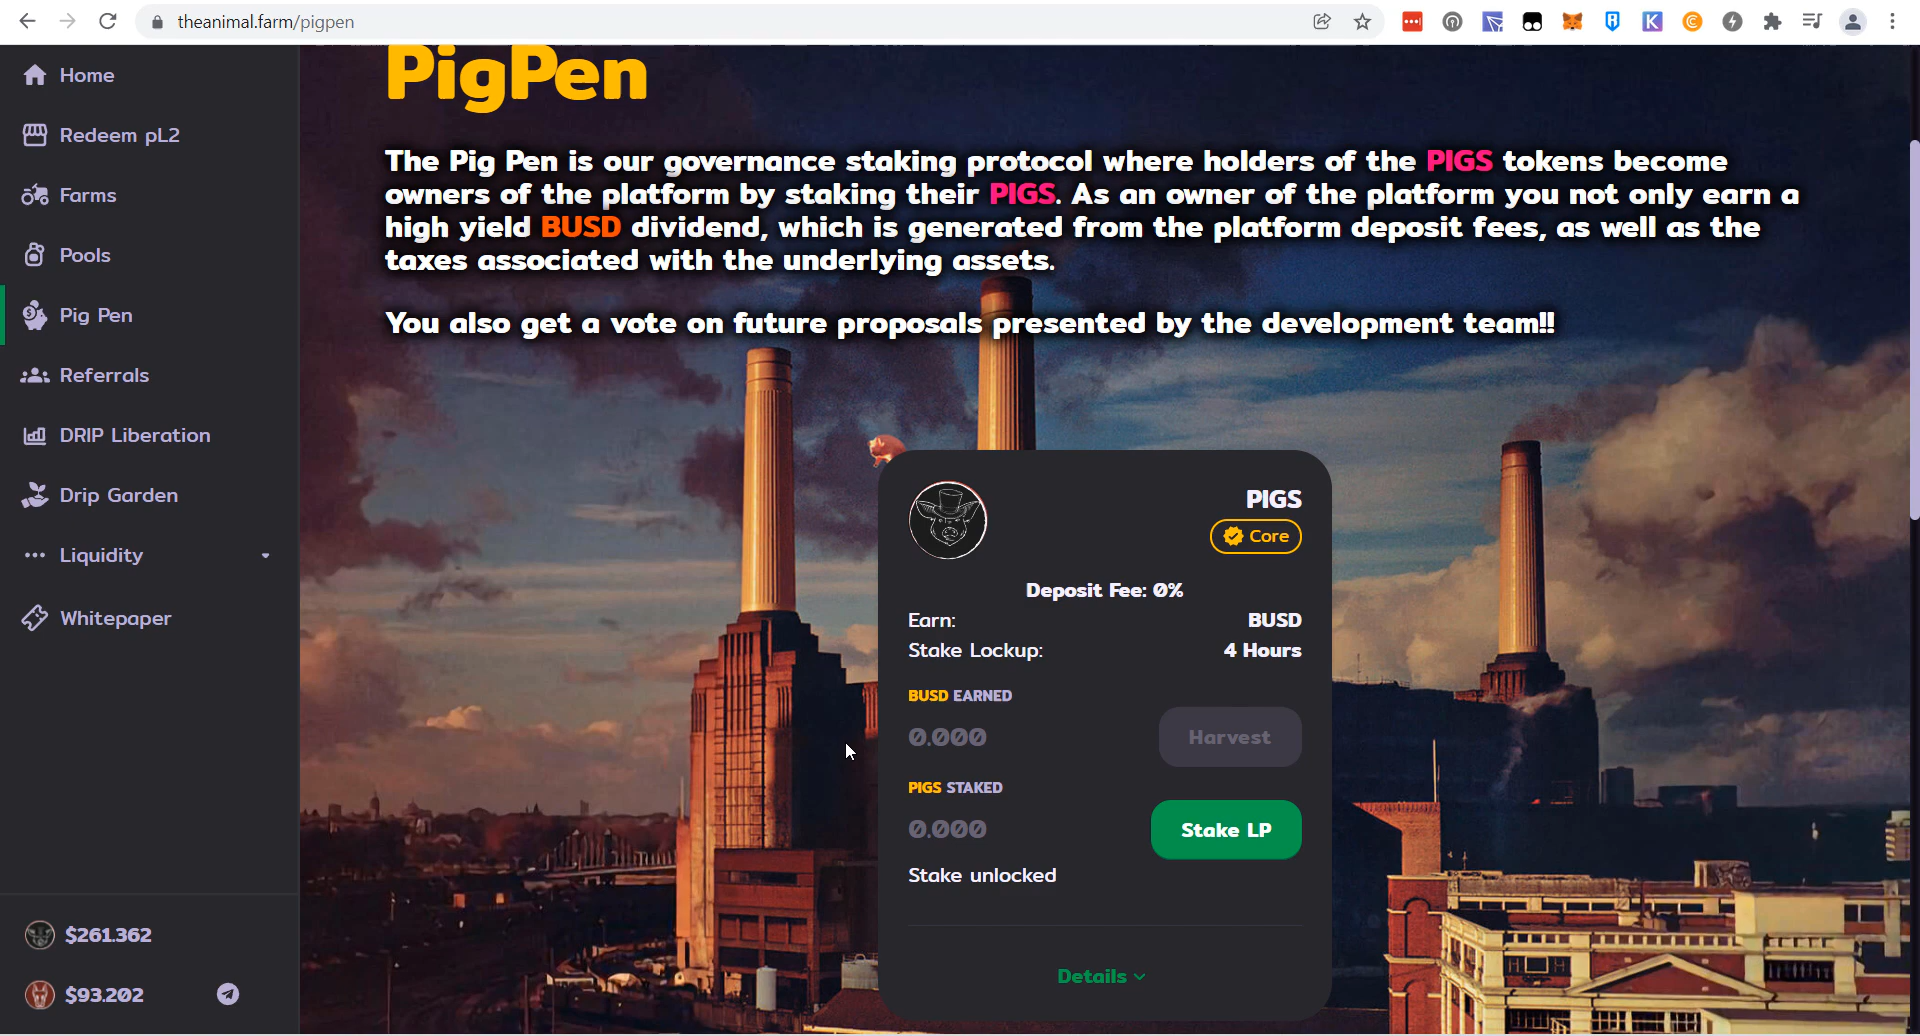 theanimal.farm/pigpen
Home
Redeem pL2
Farms
Pools
Pig Pen
Referrals
DRIP Liberation
Drip Garden
Liquidity
Whitepaper
$261.362
$93.202
PigPen
The Pig Pen is our governance staking protocol where holders of the PIGS tokens become
owners of the platform by staking their PIGS. As an owner of the platform you not only earn a
high yield BUSD dividend, which is generated from the platform deposit fees, as well as the
taxes associated with the underlying assets.
You also get a vote on future proposals presented by the development team!!
PIGS
Core
Deposit Fee: 0%
Earn: BUSD
Stake Lockup: 4 Hours
BUSD EARNED
0.000 Harvest
PIGS STAKED
0.000 Stake LP
Stake unlocked
Details